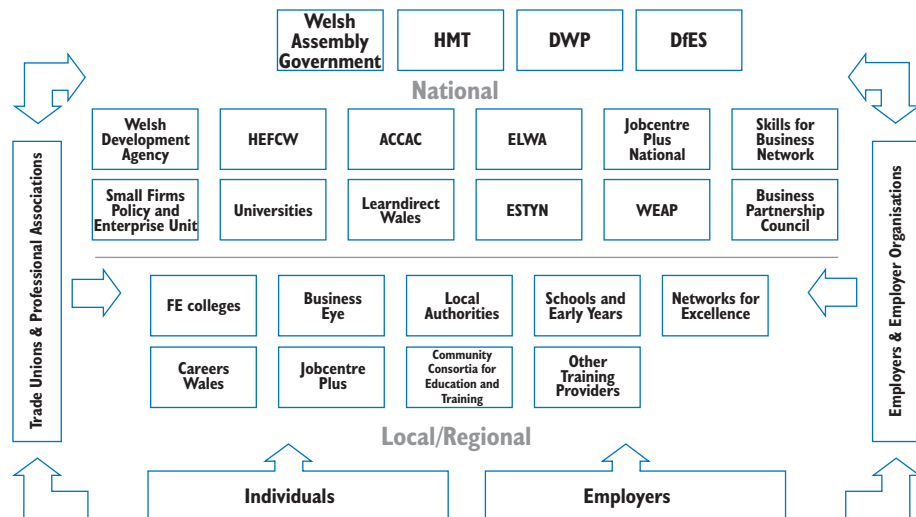 Welsh
Assembly
Government
HMT
DWP
DfES
National
Welsh
Development
Agency
HEFCW
ACCAC
ELWA
Jobcentre
Plus
National
Skills for
Business
Network
Small Firms
Policy and
Enterprise Unit
Universities
Learndirect
Wales
ESTYN
WEAP
Business
Partnership
Council
Trade Unions & Professional Associations
Employers & Employer Organisations
FE colleges
Business
Eye
Local
Authorities
Schools and
Early Years
Networks for
Excellence
Careers
Wales
Jobcentre
Plus
Community
Consortia for
Education and
Training
Other
Training
Providers
Local/Regional
Individuals
Employers